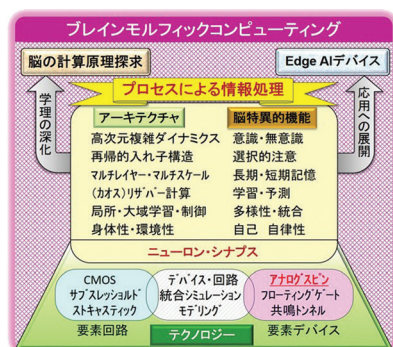 ブレインモルフィックコンピューティング
脳の計算原理探求
Edge AIデバイス
プロセスによる情報処理
学理の深化
応用への展開
アーキテクチャ
高次元複雑ダイナミクス
再帰的入れ子構造
マルチレイヤー・マルチスケール
(カオス)リザバー計算
局所・大域学習・制御
身体性・環境性
脳特異的機能
意識・無意識
選択的注意
長期・短期記憶
学習・予測
多様性・統合
自己 自律性
ニューロン・シナプス
CMOS
サブスレッショルド
ストキャスティック
要素回路
デバイス・回路
統合シミュレーション
モデリング
アナログスピン
フローティングゲート
共鳴トンネル
要素デバイス
テクノロジー